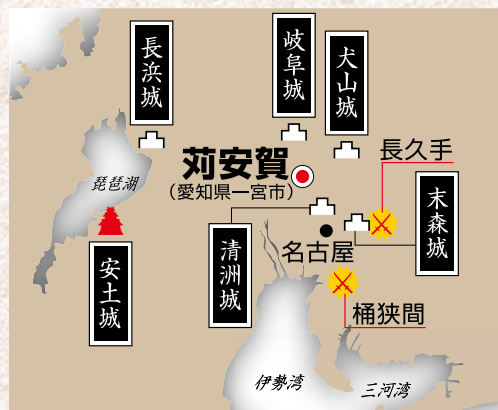 長浜城
岐阜城
犬山城
長久手
苅安賀
(愛知県一宮市)
琵琶湖
末森城
安土城
清洲城
名古屋
桶狭間
伊勢湾
三河湾